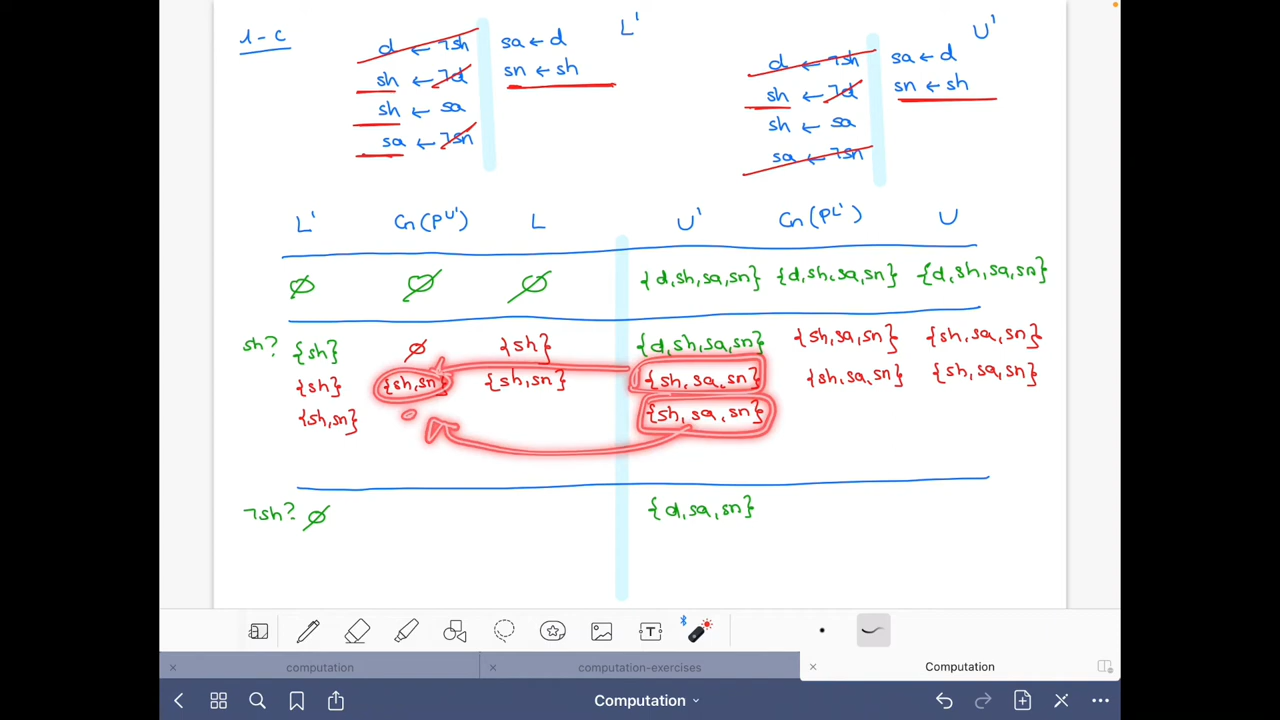 1-c
L'
d ← ¬sh
sa ← d
sh ← ¬d
sn ← sh
sh ← sa
sa ← ¬sn
U'
d ← ¬sh
sa ← d
sh ← ¬d
sn ← sh
sh ← sa
sa ← ¬sn
L' Cn(P^U') L U' Cn(P^L') U
∅ ∅ ∅ {d,sh,sa,sn} {d,sh,sa,sn} {d,sh,sa,sn}
sh? {sh} ∅ {sh} {d,sh,sa,sn} {sh,sa,sn} {sh,sa,sn}
{sh} {sh,sn} {sh,sn} {sh,sa,sn} {sh,sa,sn} {sh,sa,sn}
{sh,sn} {sh,sa,sn}
¬sh? ∅ {d,sa,sn}
computation
computation-exercises
Computation
Computation